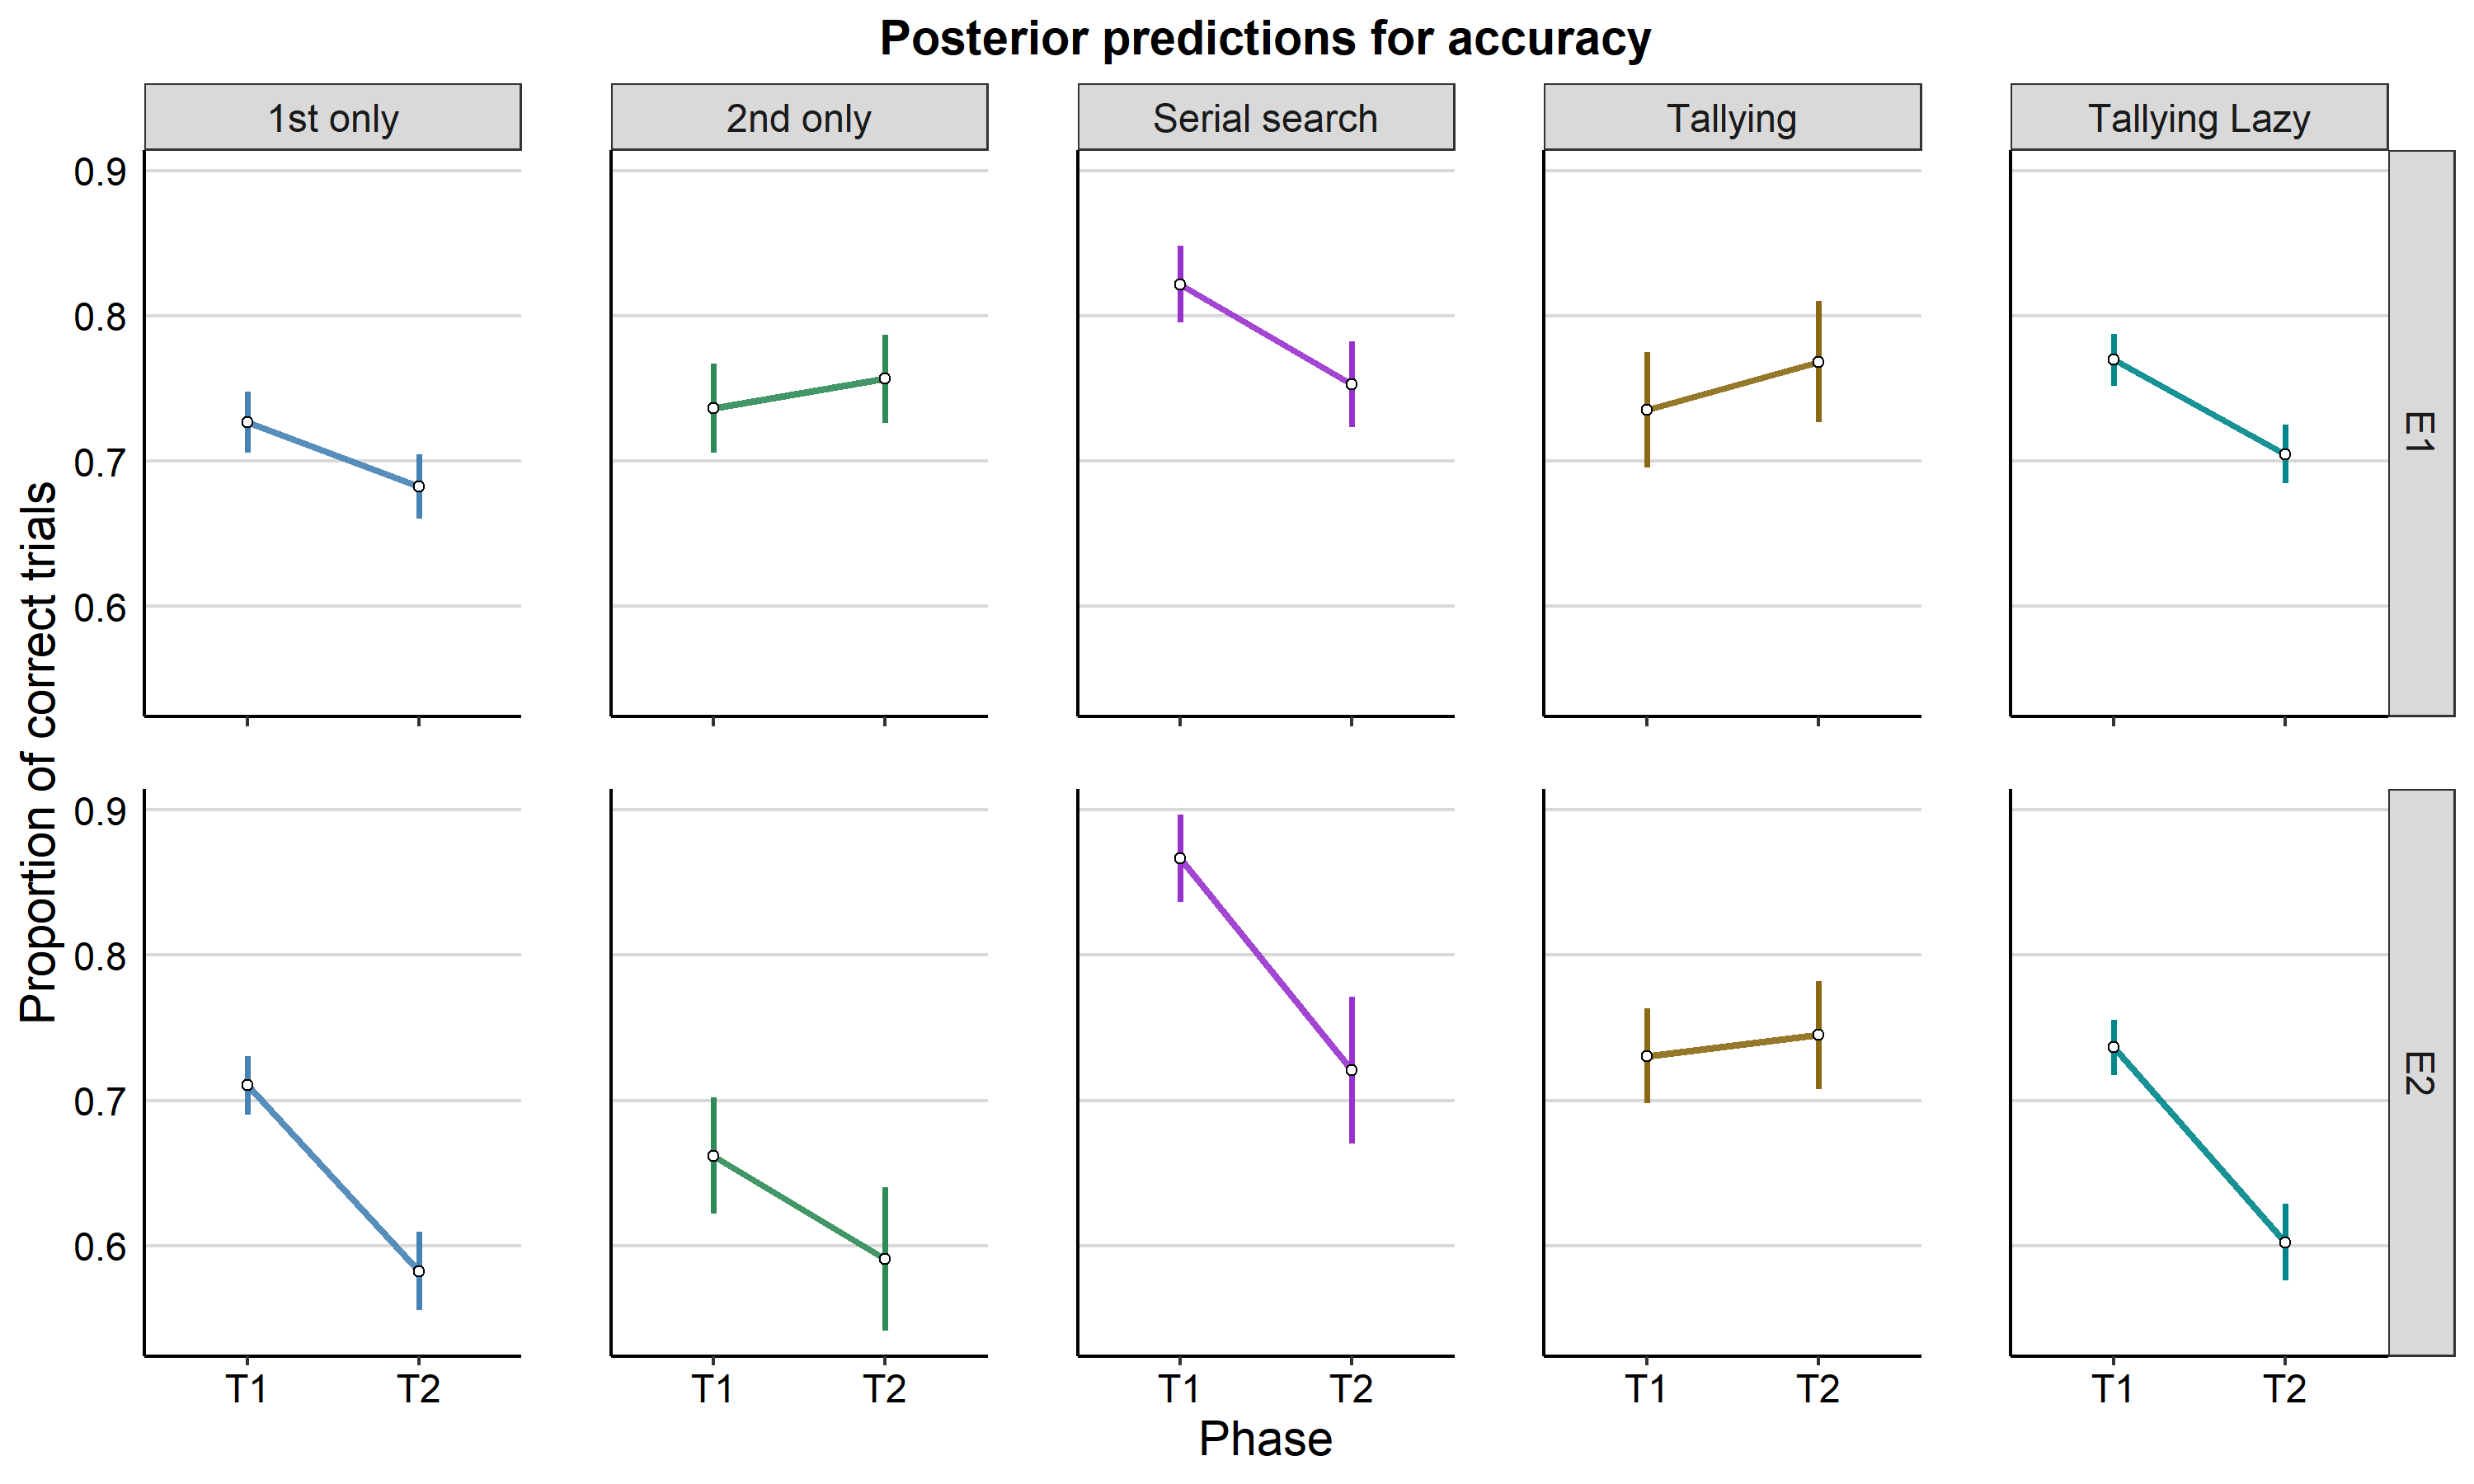 Posterior predictions for accuracy
1st only
2nd only
Serial search
Tallying
Tallying Lazy
Proportion of correct trials
0.9
0.8
0.7
0.6
E1
0.9
0.8
0.7
0.6
E2
T1 T2
T1 T2
T1 T2
T1 T2
T1 T2
Phase